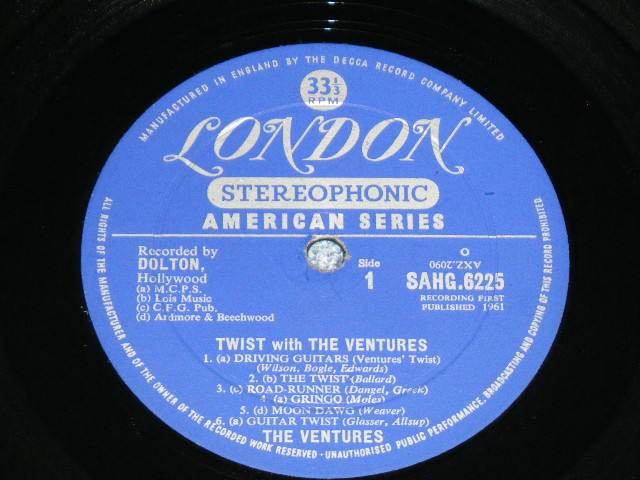 MANUFACTURED IN ENGLAND BY THE DECCA RECORD COMPANY LIMITED
33⅓
RPM
LONDON
STEREOPHONIC
AMERICAN SERIES
Recorded by
DOLTON,
Hollywood
(a) M.C.P.S.
(b) Lois Music
(c) C.F.G. Pub.
(d) Ardmore & Beechwood
Side
1
O
AXZ.2090
SAHG.6225
RECORDING FIRST
PUBLISHED 1961
TWIST with THE VENTURES
1. (a) DRIVING GUITARS (Ventures' Twist)
(Wilson, Bogle, Edwards)
2. (b) THE TWIST (Ballard)
3. (c) ROAD-RUNNER (Dangel, Greek)
4. (a) GRINGO (Moles)
5. (d) MOON DAWG (Weaver)
6. (a) GUITAR TWIST (Glasser, Allsup)
THE VENTURES
ALL RIGHTS OF THE MANUFACTURER AND OF THE OWNER OF THE RECORDED WORK RESERVED - UNAUTHORISED PUBLIC PERFORMANCE, BROADCASTING AND COPYING OF THIS RECORD PROHIBITED.